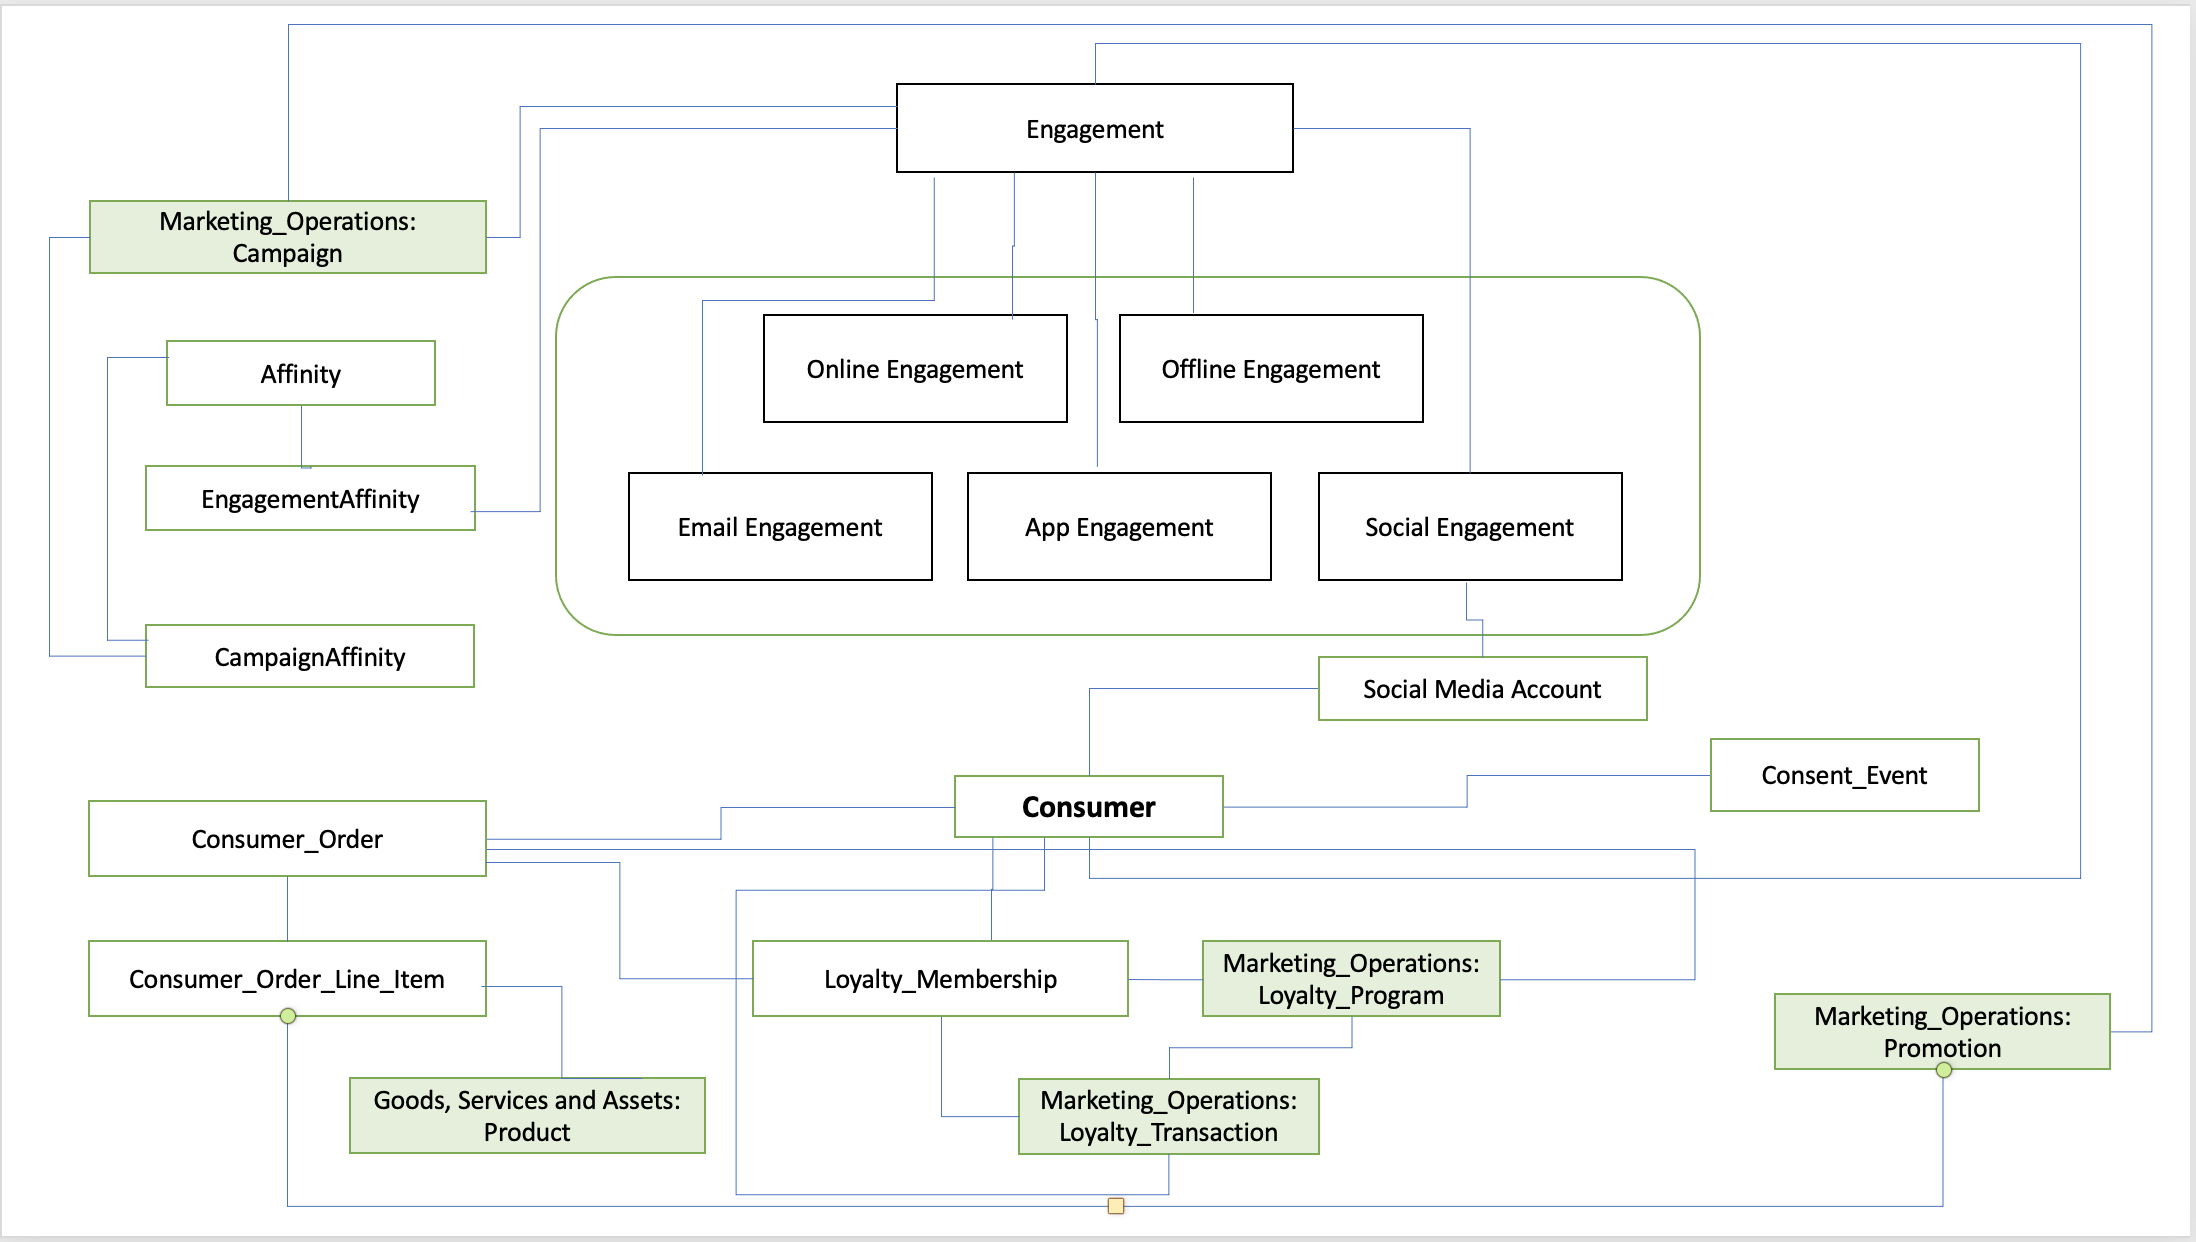 Engagement
Marketing_Operations:
Campaign
Affinity
Online Engagement
Offline Engagement
EngagementAffinity
Email Engagement
App Engagement
Social Engagement
CampaignAffinity
Social Media Account
Consent_Event
Consumer
Consumer_Order
Consumer_Order_Line_Item
Loyalty_Membership
Marketing_Operations:
Loyalty_Program
Marketing_Operations:
Promotion
Goods, Services and Assets:
Product
Marketing_Operations:
Loyalty_Transaction